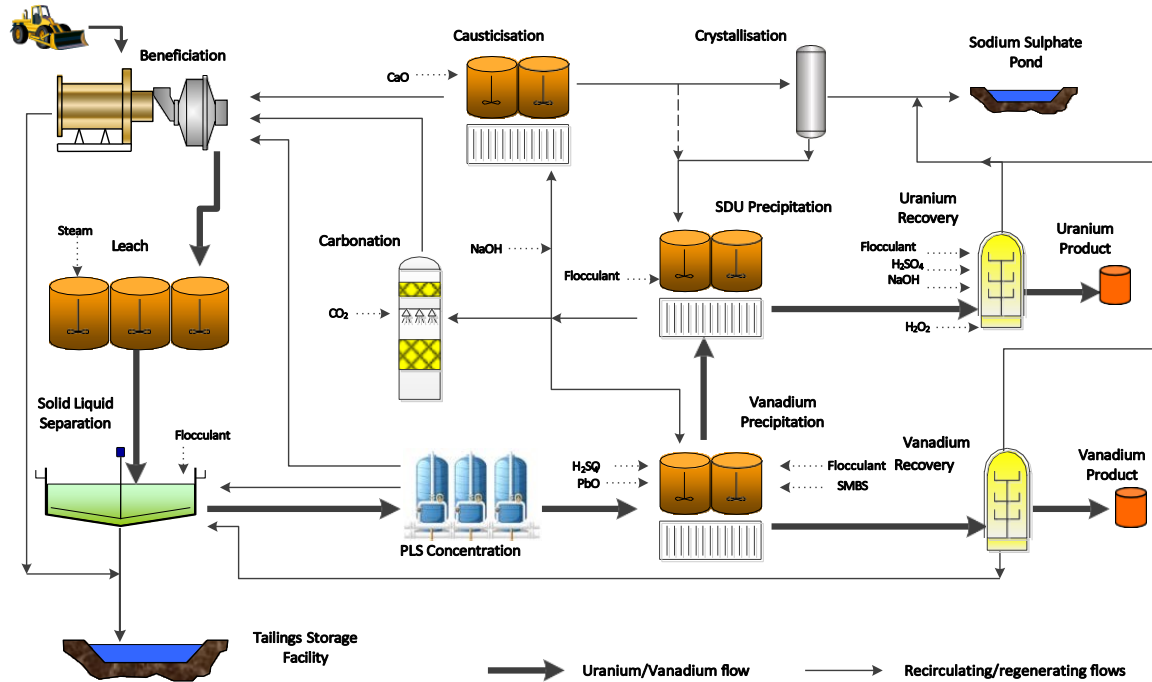 Beneficiation
Causticisation
Crystallisation
Sodium Sulphate
Pond
CaO
Steam
Leach
Carbonation
NaOH
SDU Precipitation
Uranium
Recovery
Uranium
Product
Flocculant
Flocculant
H₂SO₄
NaOH
CO₂
H₂O₂
Solid Liquid
Separation
Flocculant
Vanadium
Precipitation
Vanadium
Recovery
Vanadium
Product
H₂SO₄
PbO
Flocculant
SMBS
PLS Concentration
Tailings Storage
Facility
Uranium/Vanadium flow
Recirculating/regenerating flows